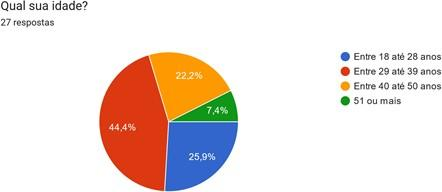 Qual sua idade?
27 respostas
Entre 18 até 28 anos
Entre 29 até 39 anos
Entre 40 até 50 anos
51 ou mais
22,2%
7,4%
44,4%
25,9%